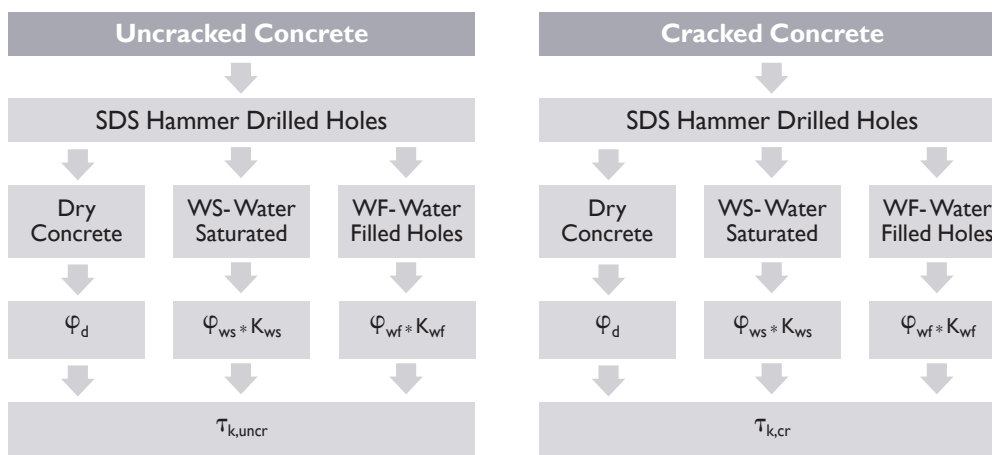 Uncracked Concrete
SDS Hammer Drilled Holes
Dry
Concrete
WS- Water
Saturated
WF- Water
Filled Holes
φd
φws * Kws
φwf * Kwf
τk,uncr
Cracked Concrete
SDS Hammer Drilled Holes
Dry
Concrete
WS- Water
Saturated
WF- Water
Filled Holes
φd
φws * Kws
φwf * Kwf
τk,cr